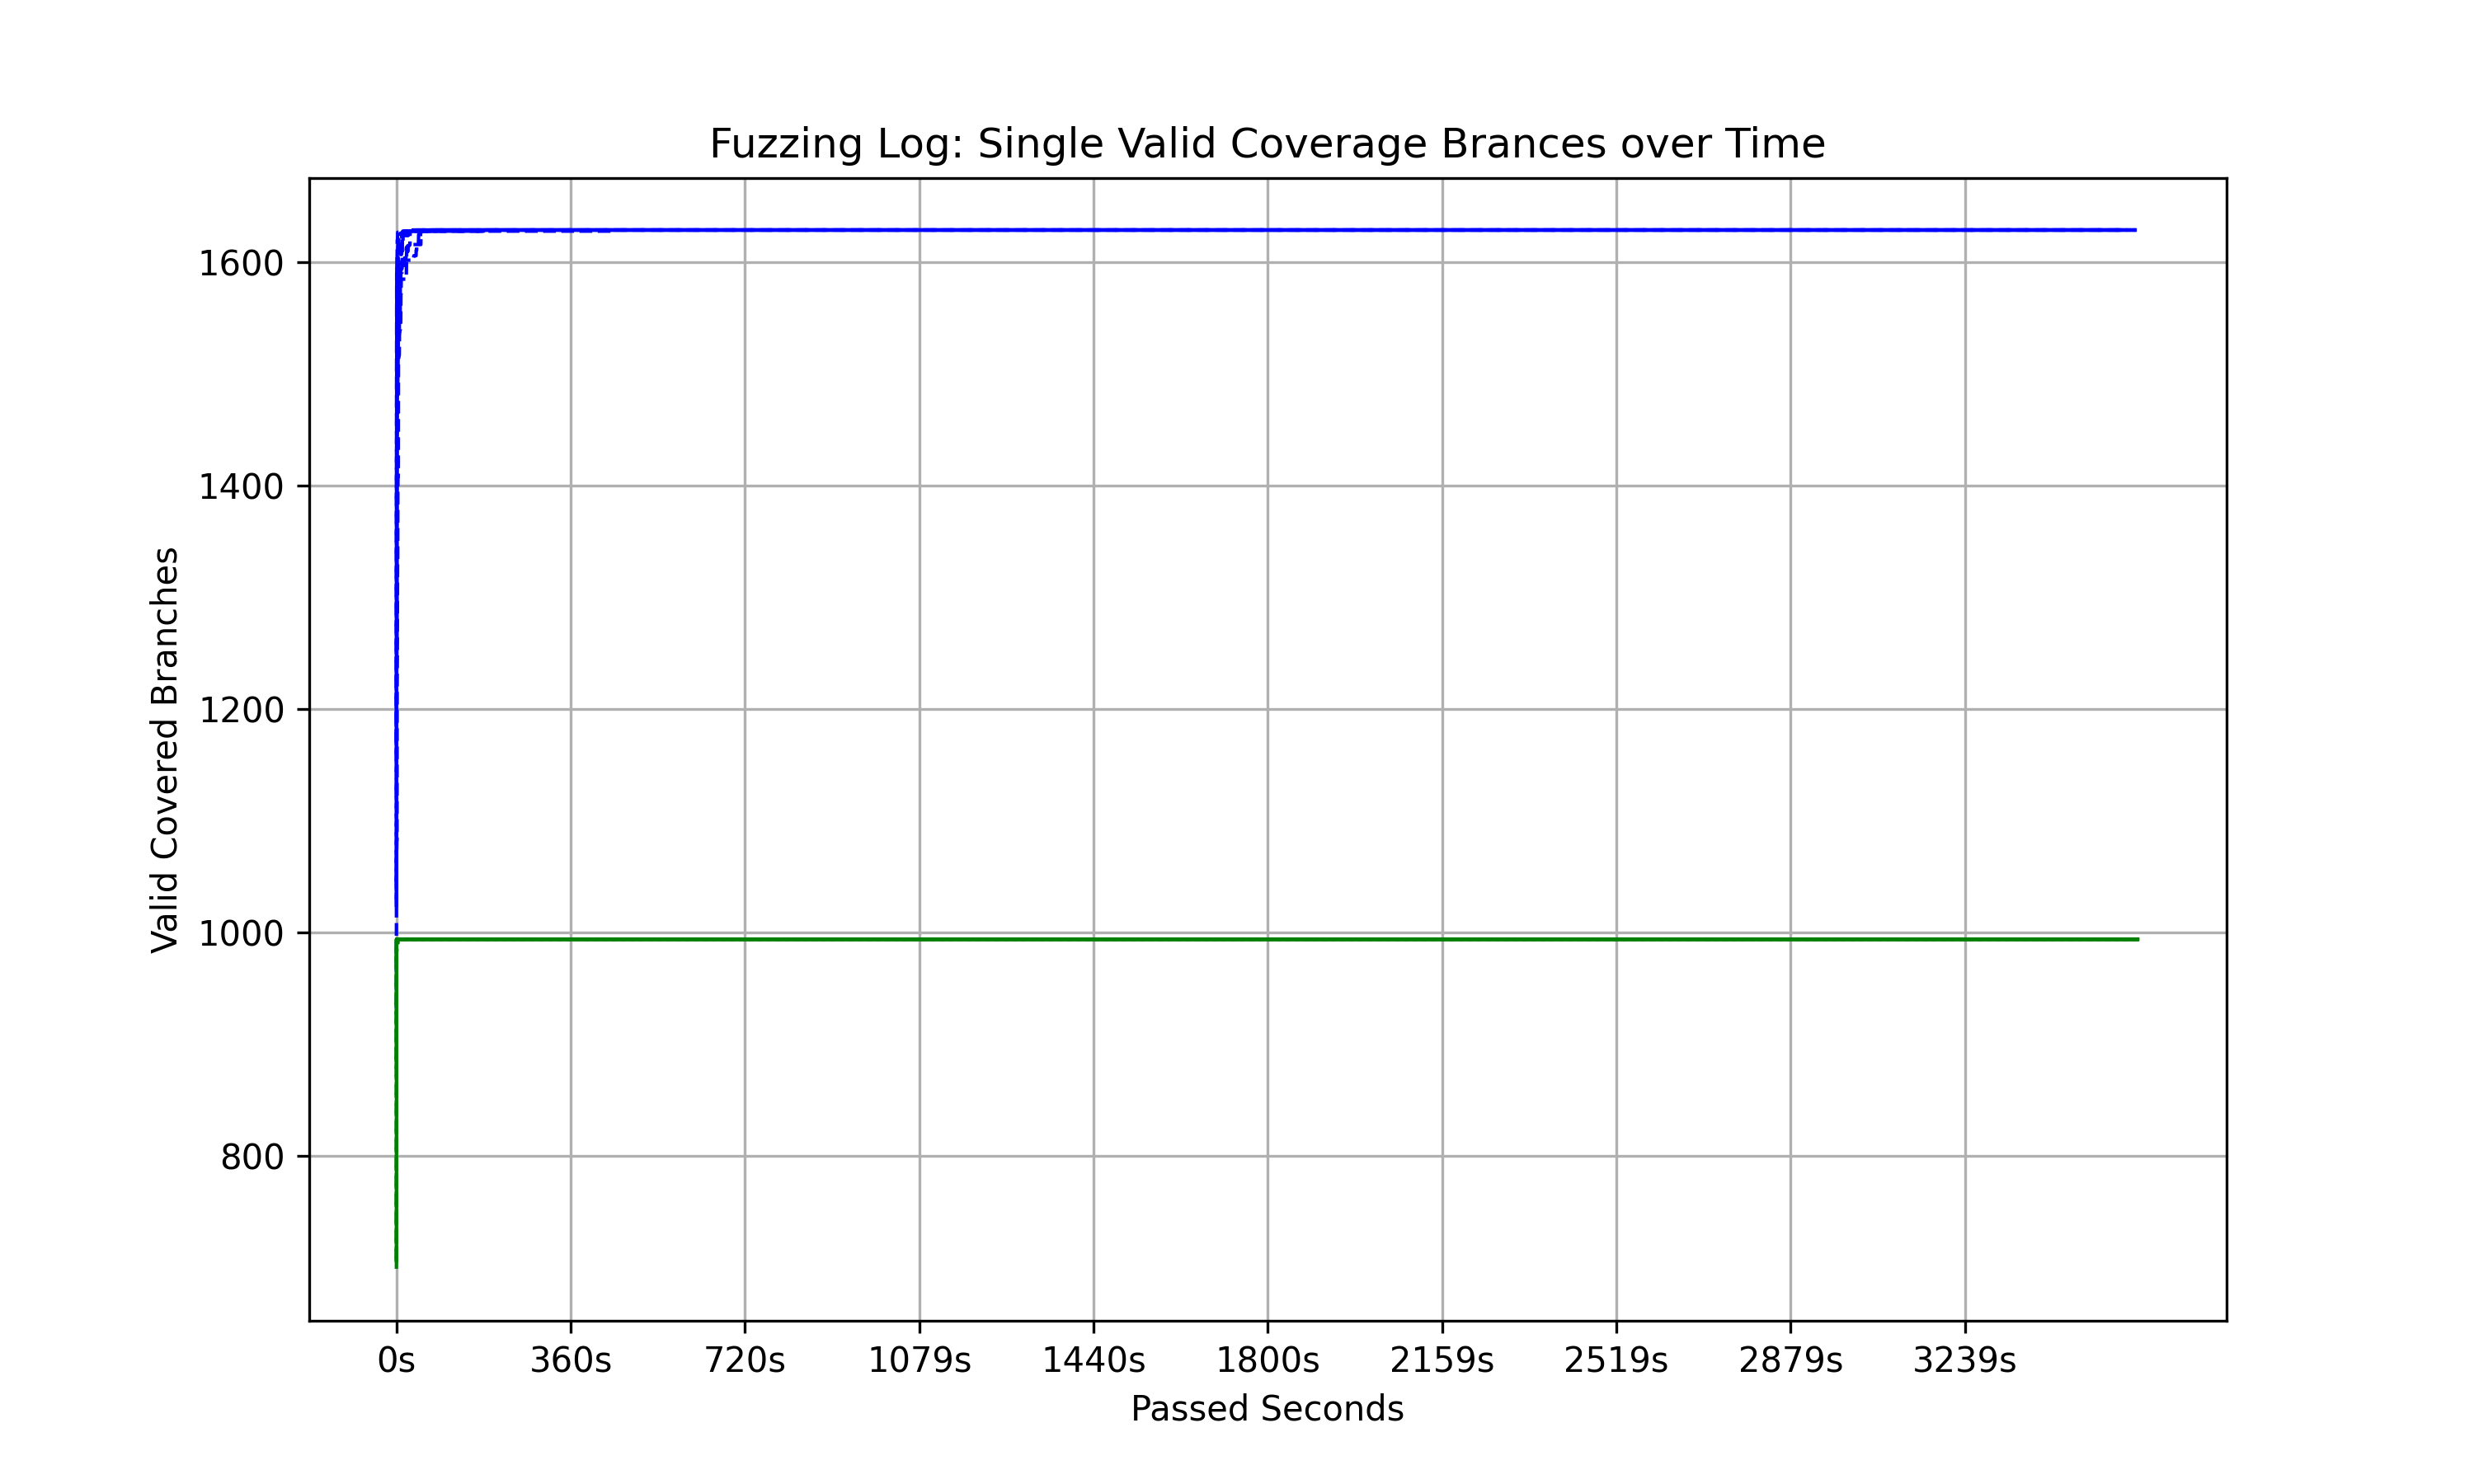 Fuzzing Log: Single Valid Coverage Brances over Time
Valid Covered Branches
1600
1400
1200
1000
800
0s 360s 720s 1079s 1440s 1800s 2159s 2519s 2879s 3239s
Passed Seconds